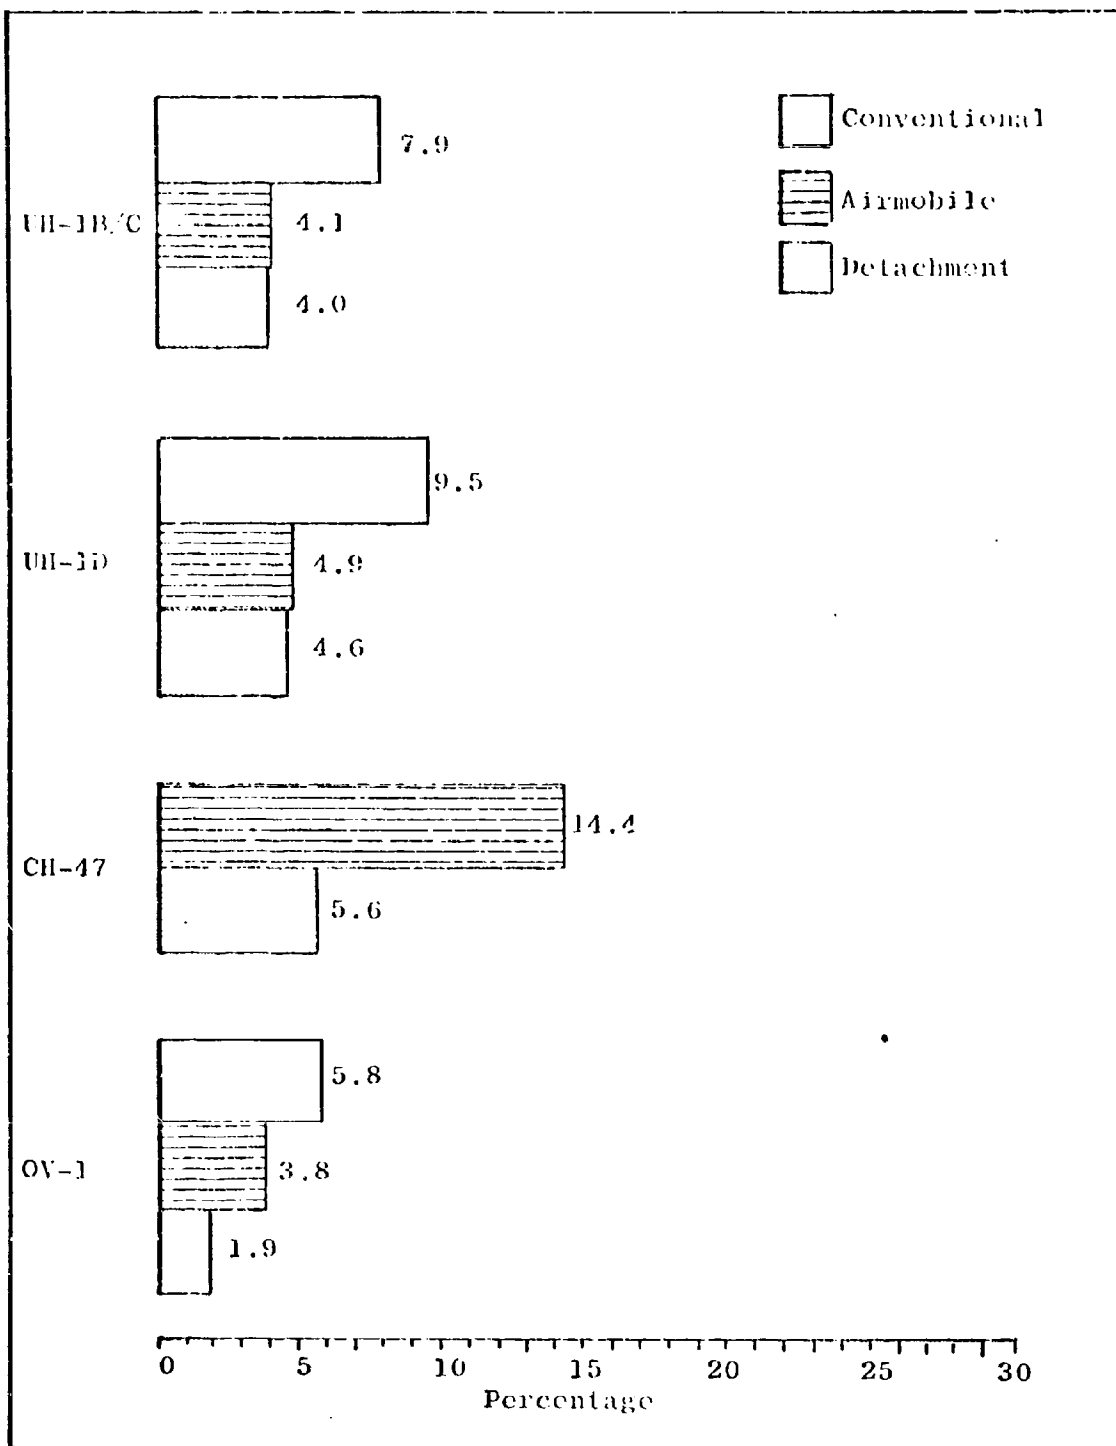 Conventional
7.9
UH-1B/C
4.1
Airmobile
4.0
Detachment
9.5
UH-1D
4.9
4.6
14.4
CH-47
5.6
5.8
OV-1
3.8
1.9
0 5 10 15 20 25 30
Percentage